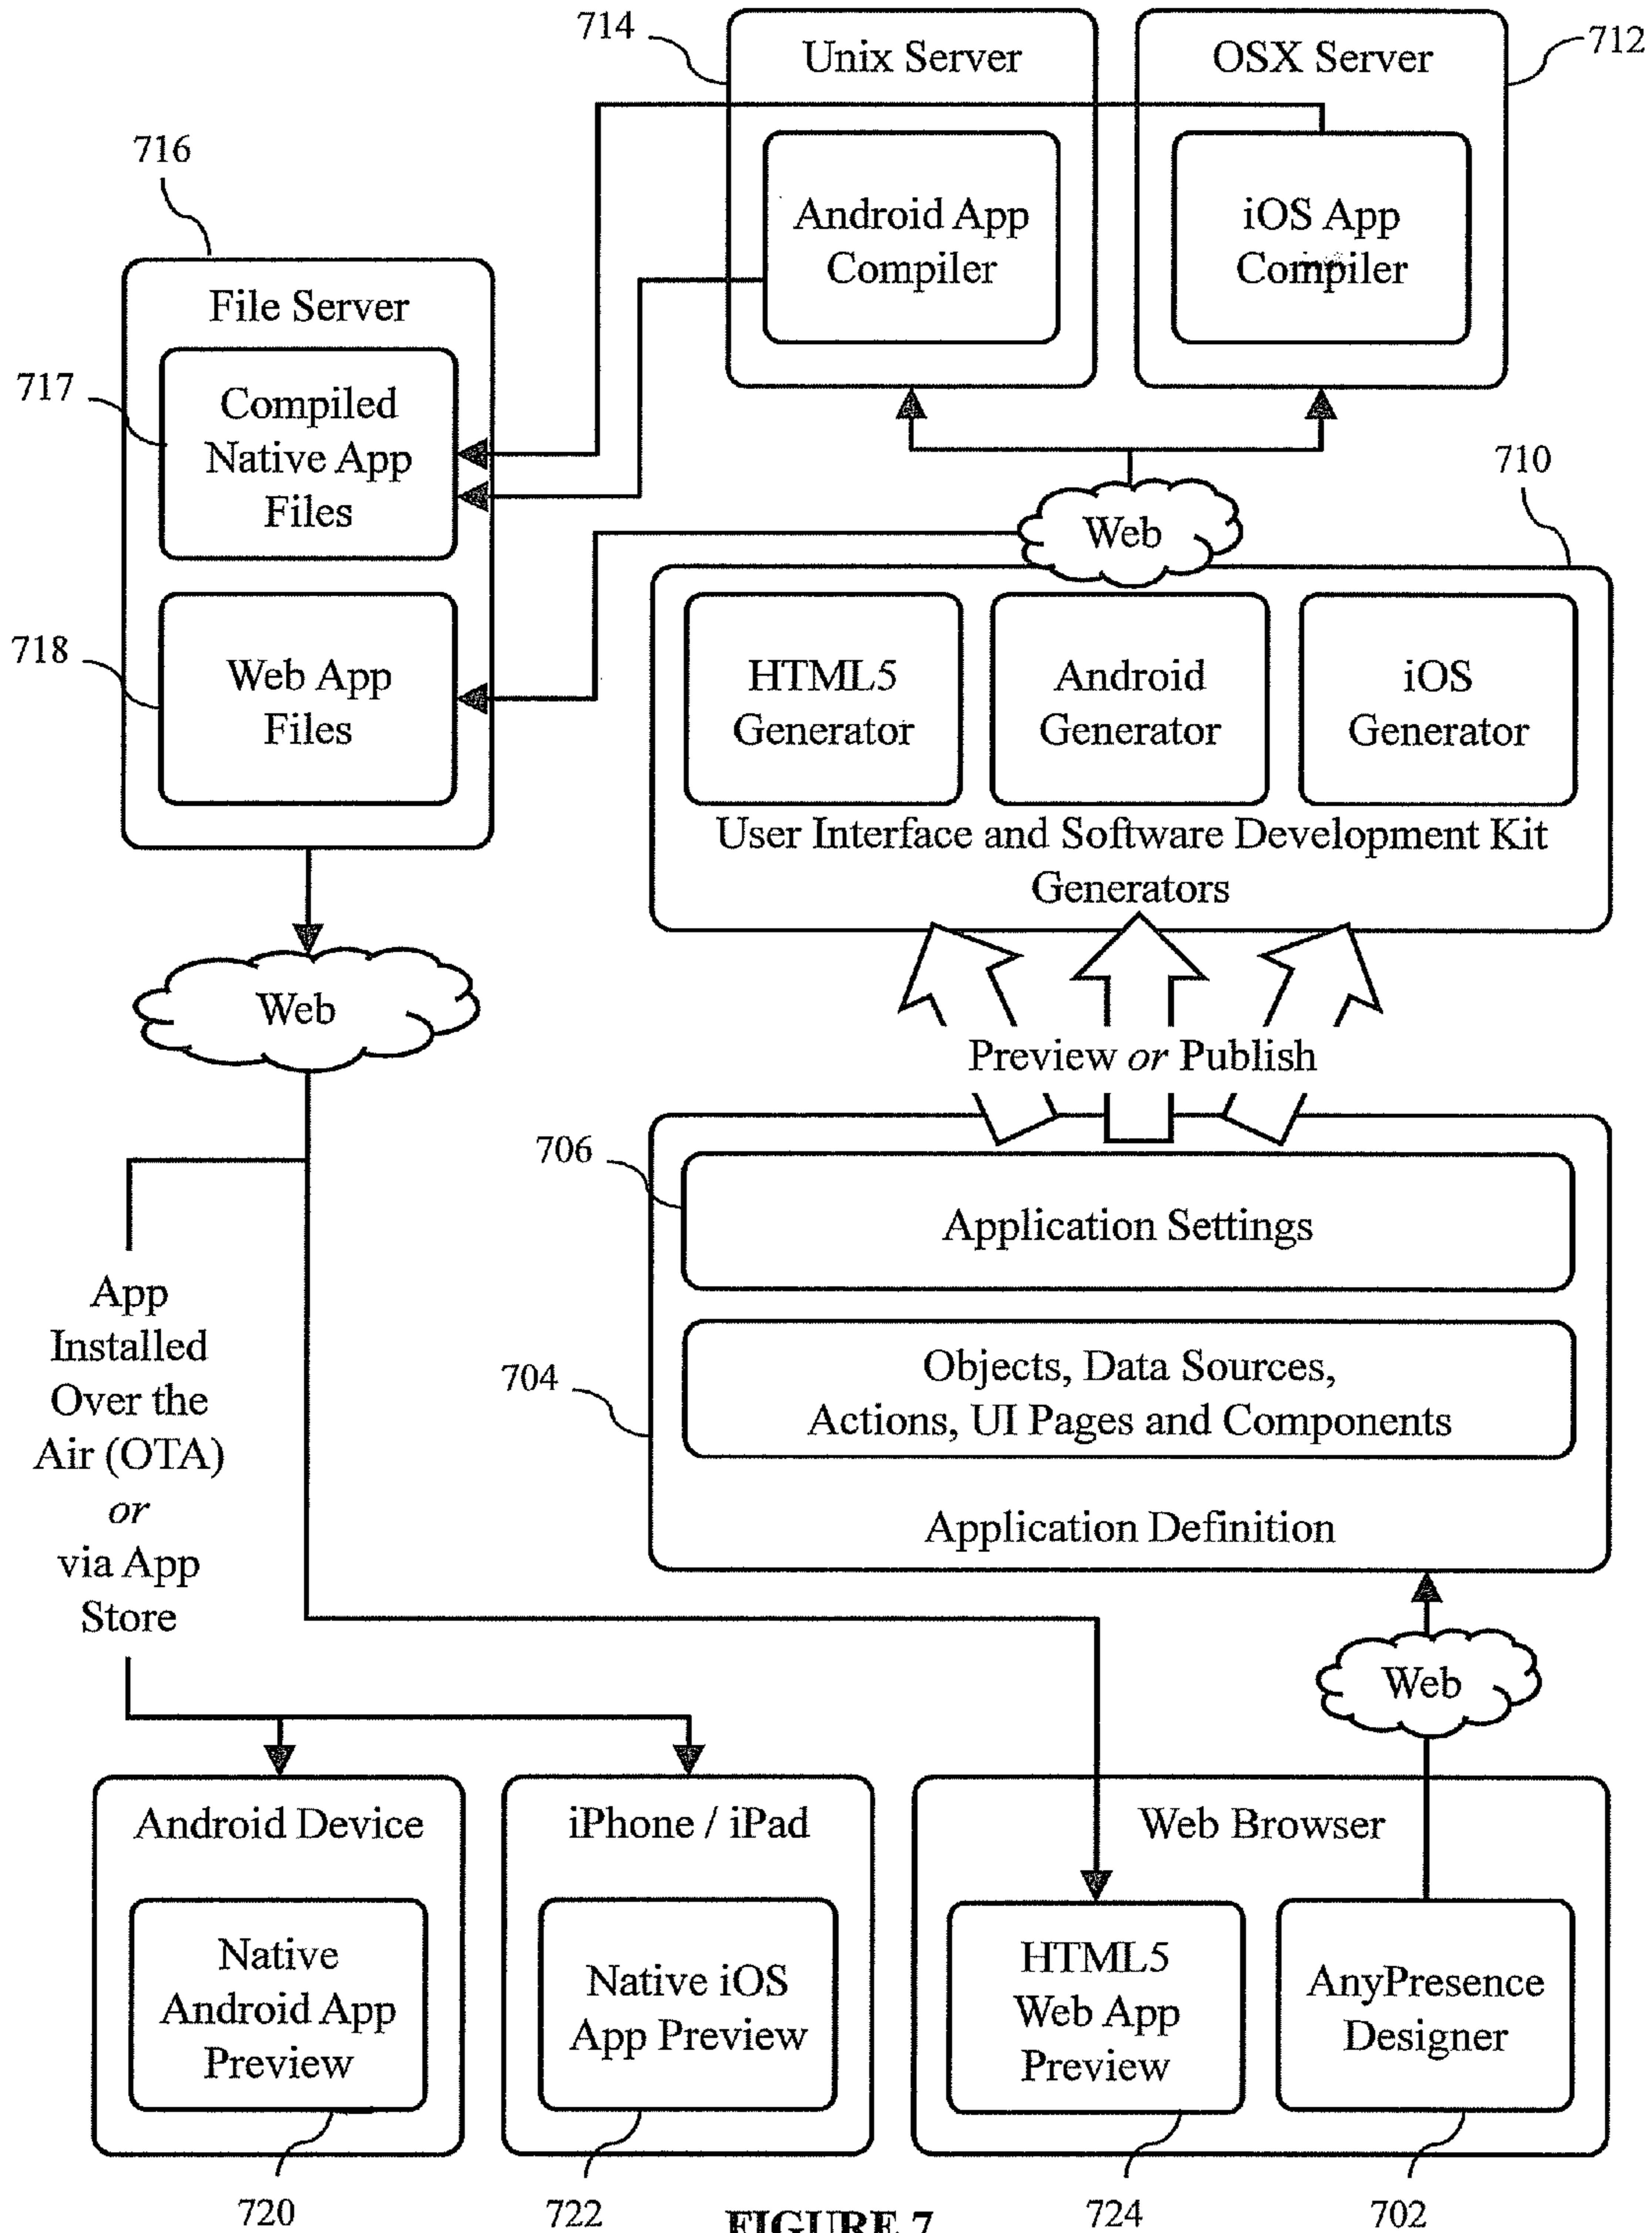 714
Unix Server
OSX Server
712
716
Android App
Compiler
iOS App
Compiler
File Server
717
Compiled
Native App
Files
710
Web
718
Web App
Files
HTML5
Generator
Android
Generator
iOS
Generator
User Interface and Software Development Kit
Generators
Web
Preview or Publish
706
Application Settings
App
Installed
Over the
Air (OTA)
or
via App
Store
704
Objects, Data Sources,
Actions, UI Pages and Components
Application Definition
Web
Android Device
iPhone / iPad
Web Browser
Native
Android App
Preview
Native iOS
App Preview
HTML5
Web App
Preview
AnyPresence
Designer
720
722
FIGURE 7
724
702